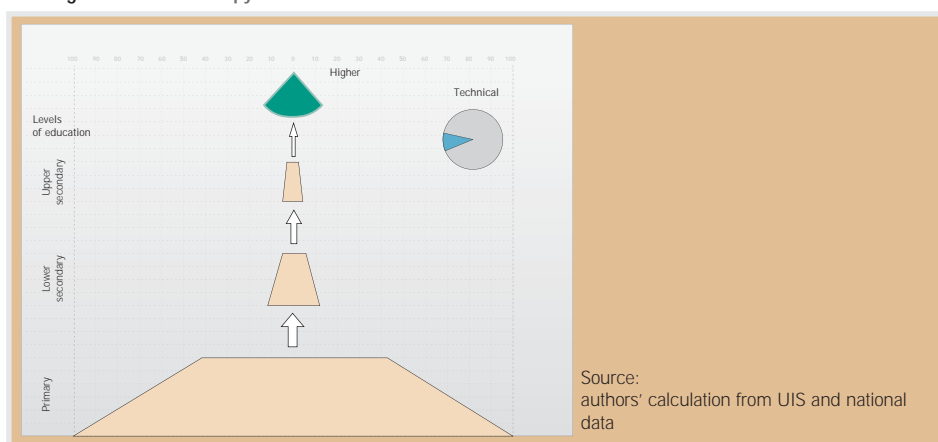 100 90 80 70 60 50 40 30 20 10 0 10 20 30 40 50 60 70 80 90 100
Higher
Technical
Levels
of education
Upper
secondary
Lower
secondary
Primary
Source:
authors’ calculation from UIS and national
data